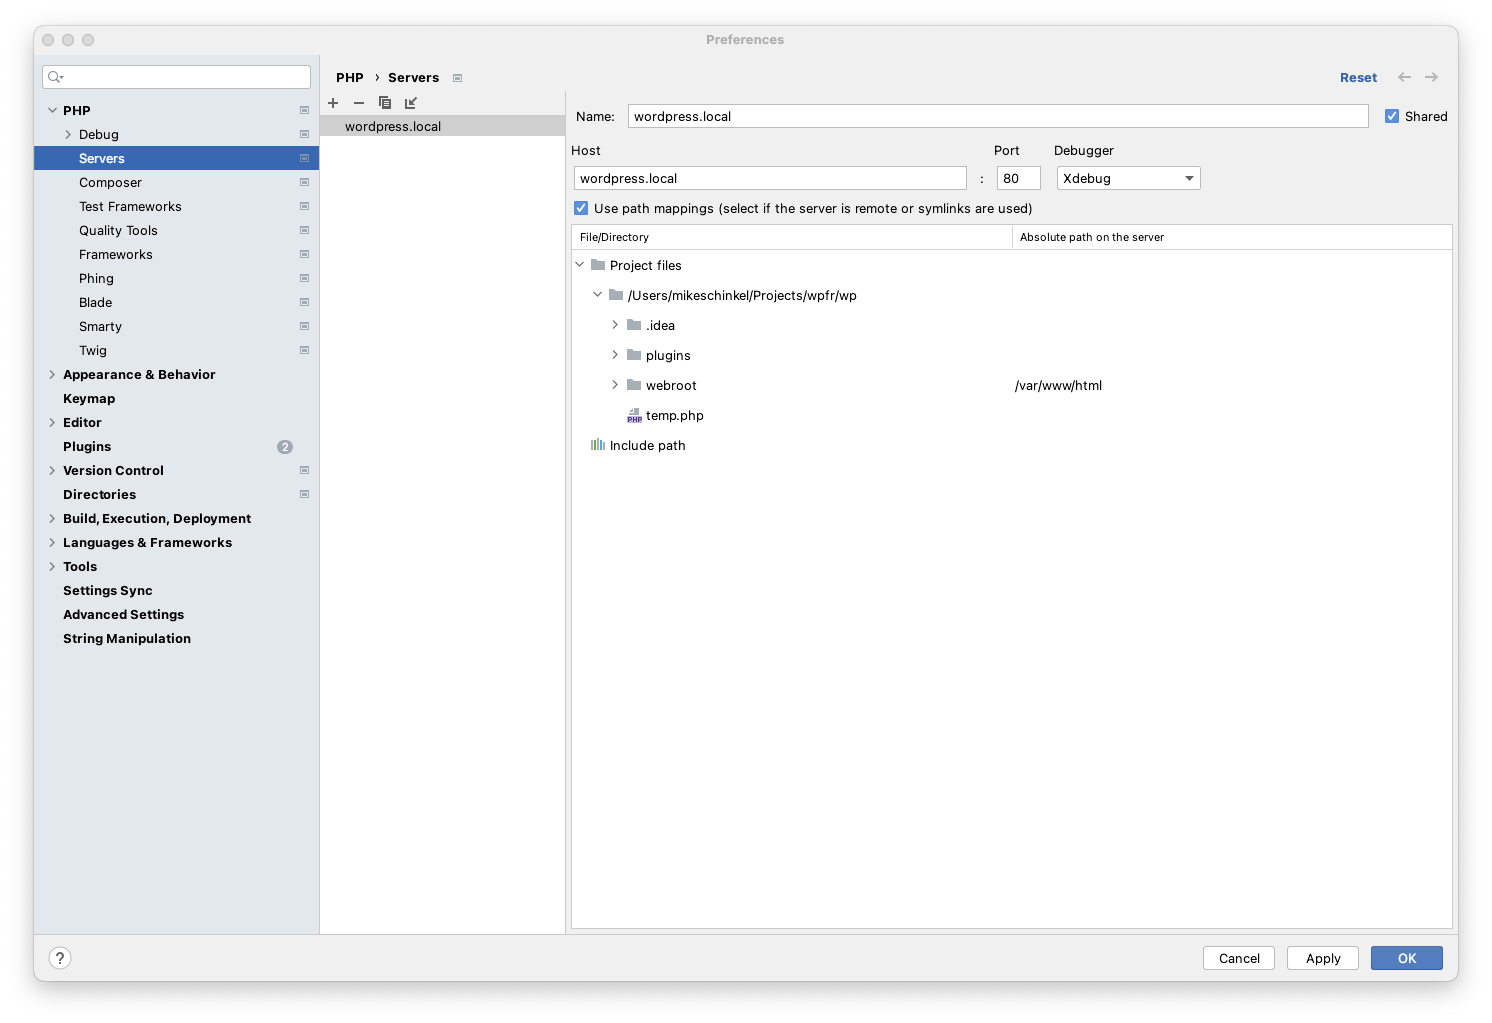 Preferences
PHP › Servers
Reset
PHP
Debug
Servers
Composer
Test Frameworks
Quality Tools
Frameworks
Phing
Blade
Smarty
Twig
Appearance & Behavior
Keymap
Editor
Plugins 2
Version Control
Directories
Build, Execution, Deployment
Languages & Frameworks
Tools
Settings Sync
Advanced Settings
String Manipulation
wordpress.local
Name: wordpress.local Shared
Host Port Debugger
wordpress.local : 80 Xdebug
Use path mappings (select if the server is remote or symlinks are used)
File/Directory Absolute path on the server
Project files
/Users/mikeschinkel/Projects/wpfr/wp
.idea
plugins
webroot /var/www/html
PHP temp.php
Include path
? Cancel Apply OK